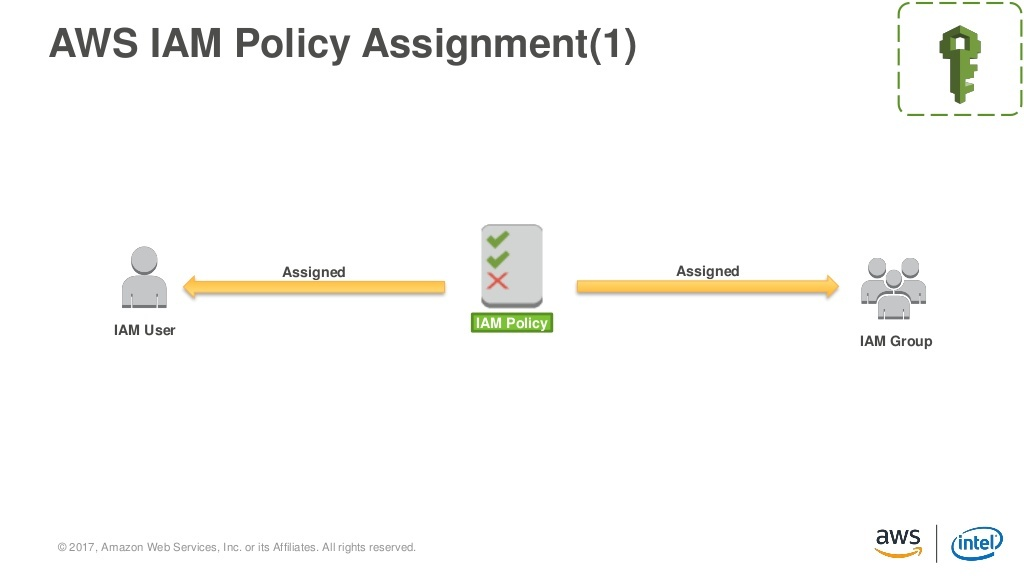 AWS IAM Policy Assignment(1)
Assigned
Assigned
IAM User
IAM Policy
IAM Group
© 2017, Amazon Web Services, Inc. or its Affiliates. All rights reserved.
aws
intel